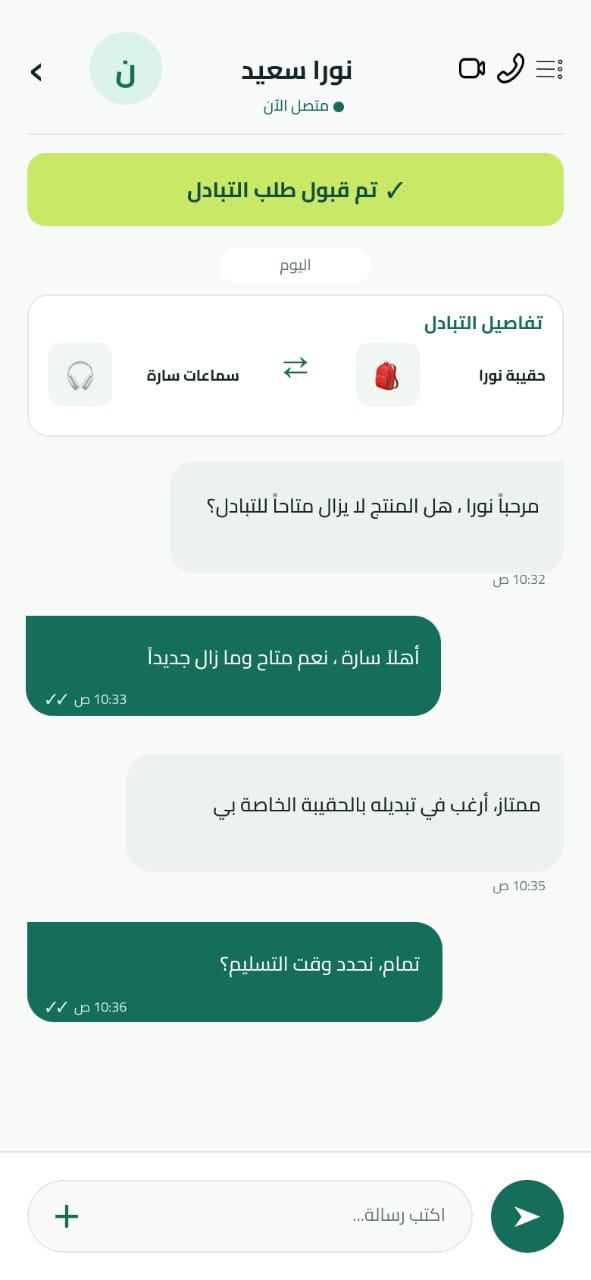 نورا سعيد
ن
متصل الآن
✓ تم قبول طلب التبادل
اليوم
تفاصيل التبادل
حقيبة نورا
سماعات سارة
مرحباً نورا ، هل المنتج لا يزال متاحاً للتبادل؟
10:32 ص
أهلاً سارة ، نعم متاح وما زال جديداً
10:33 ص ✓✓
ممتاز، أرغب في تبديله بالحقيبة الخاصة بي
10:35 ص
تمام، نحدد وقت التسليم؟
10:36 ص ✓✓
اكتب رسالة...